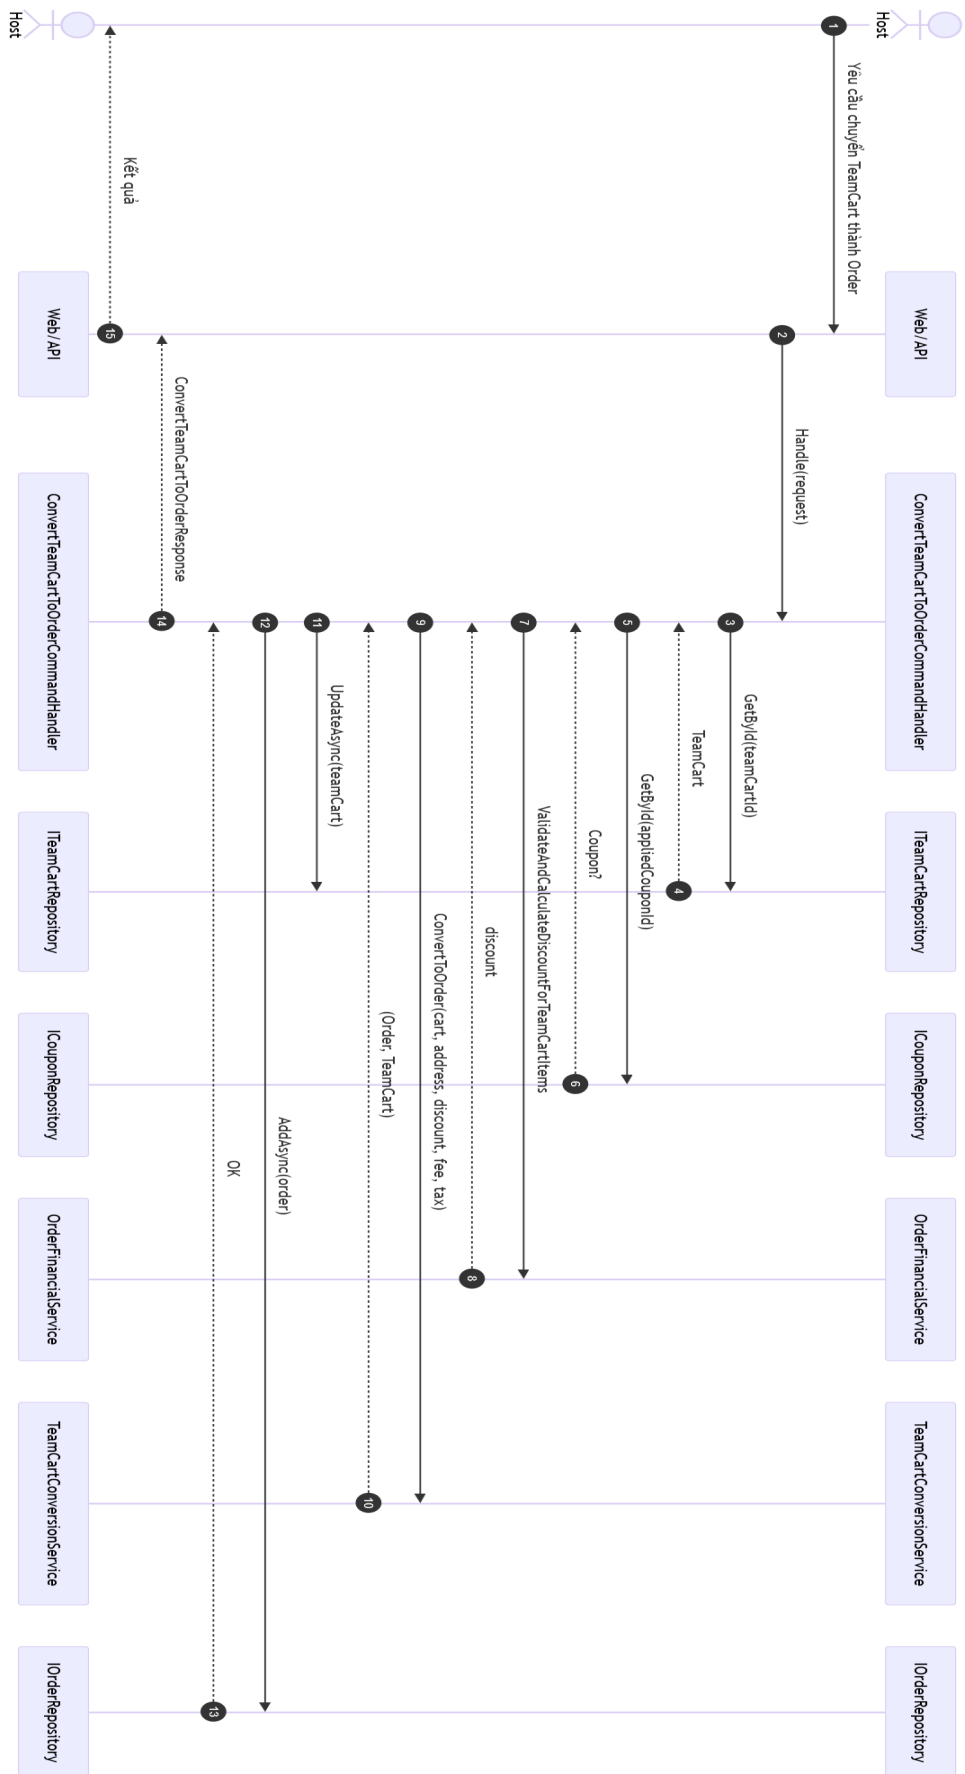 Host
Web/API
ConvertTeamCartToOrderCommandHandler
ITeamCartRepository
ICouponRepository
OrderFinancialService
TeamCartConversionService
IOrderRepository
1
Yêu cầu chuyển TeamCart thành Order
2
Handle(request)
3
GetById(teamCartId)
4
TeamCart
5
GetById(appliedCouponId)
6
Coupon?
7
ValidateAndCalculateDiscountForTeamCartItems
8
discount
9
ConvertToOrder(cart, address, discount, fee, tax)
10
(Order, TeamCart)
11
UpdateAsync(teamCart)
12
AddAsync(order)
13
OK
14
ConvertTeamCartToOrderResponse
15
Kết quả
Host
Web/API
ConvertTeamCartToOrderCommandHandler
ITeamCartRepository
ICouponRepository
OrderFinancialService
TeamCartConversionService
IOrderRepository